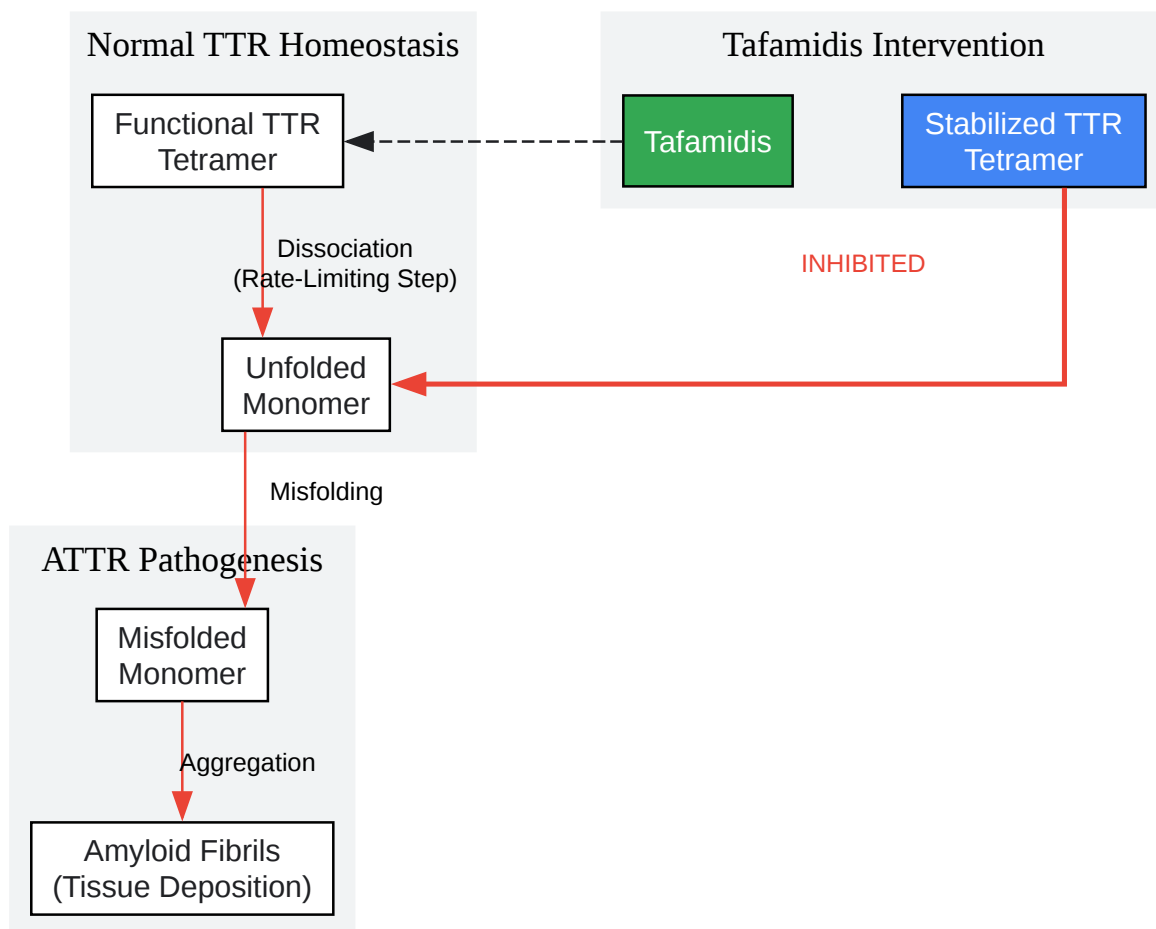 Normal TTR Homeostasis
Tafamidis Intervention
Functional TTR
Tetramer
Tafamidis
Stabilized TTR
Tetramer
Dissociation
(Rate-Limiting Step)
INHIBITED
Unfolded
Monomer
Misfolding
ATTR Pathogenesis
Misfolded
Monomer
Aggregation
Amyloid Fibrils
(Tissue Deposition)